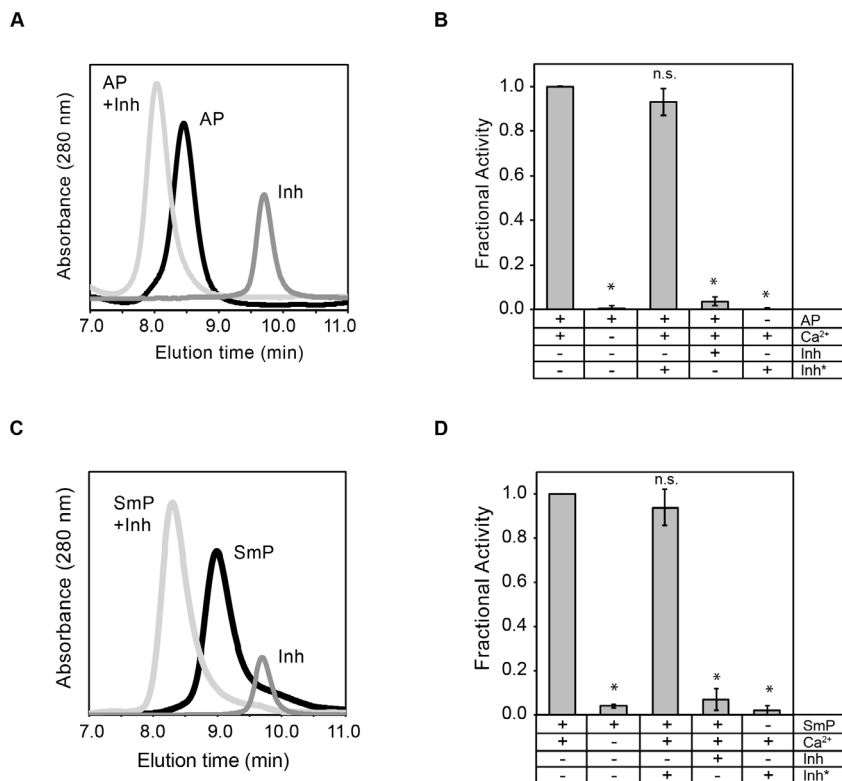 A
Absorbance (280 nm)
AP
+Inh
AP
Inh
7.0 8.0 9.0 10.0 11.0
Elution time (min)
B
Fractional Activity
1.0
0.8
0.6
0.4
0.2
0.0
n.s.
* * *
+ + + + - AP
+ - + + + Ca²⁺
- - - + - Inh
- - + - + Inh*
C
Absorbance (280 nm)
SmP
+Inh
SmP
Inh
7.0 8.0 9.0 10.0 11.0
Elution time (min)
D
Fractional Activity
1.0
0.8
0.6
0.4
0.2
0.0
n.s.
* * *
+ + + + - SmP
+ - + + + Ca²⁺
- - - + - Inh
- - + - + Inh*